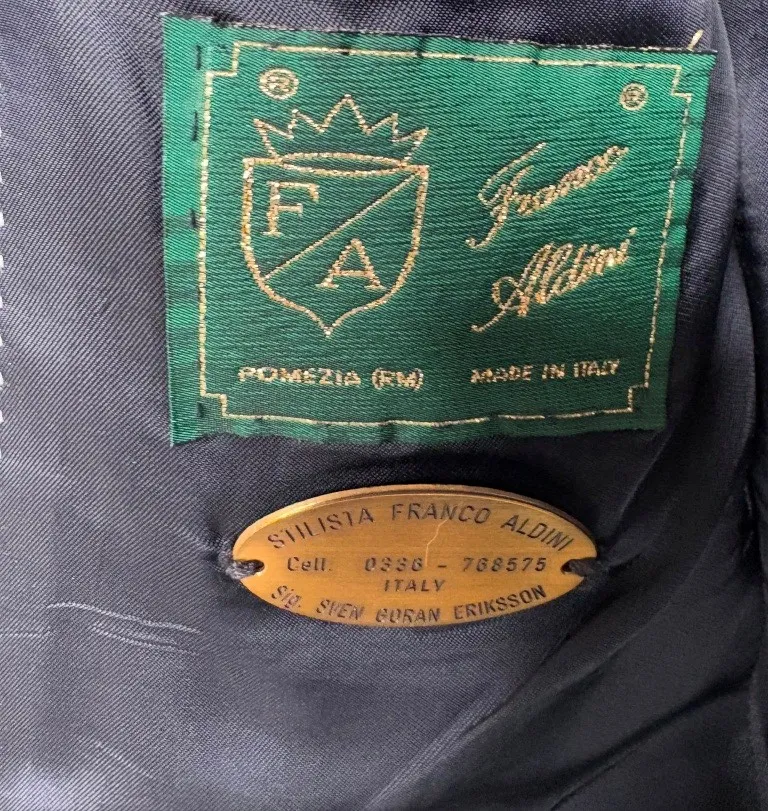 ®
®
F
A
Franco
Aldini
POMEZIA (RM)
MADE IN ITALY
STILISTA FRANCO ALDINI
Cell. 0336 - 768575
ITALY
Sig. SVEN GORAN ERIKSSON